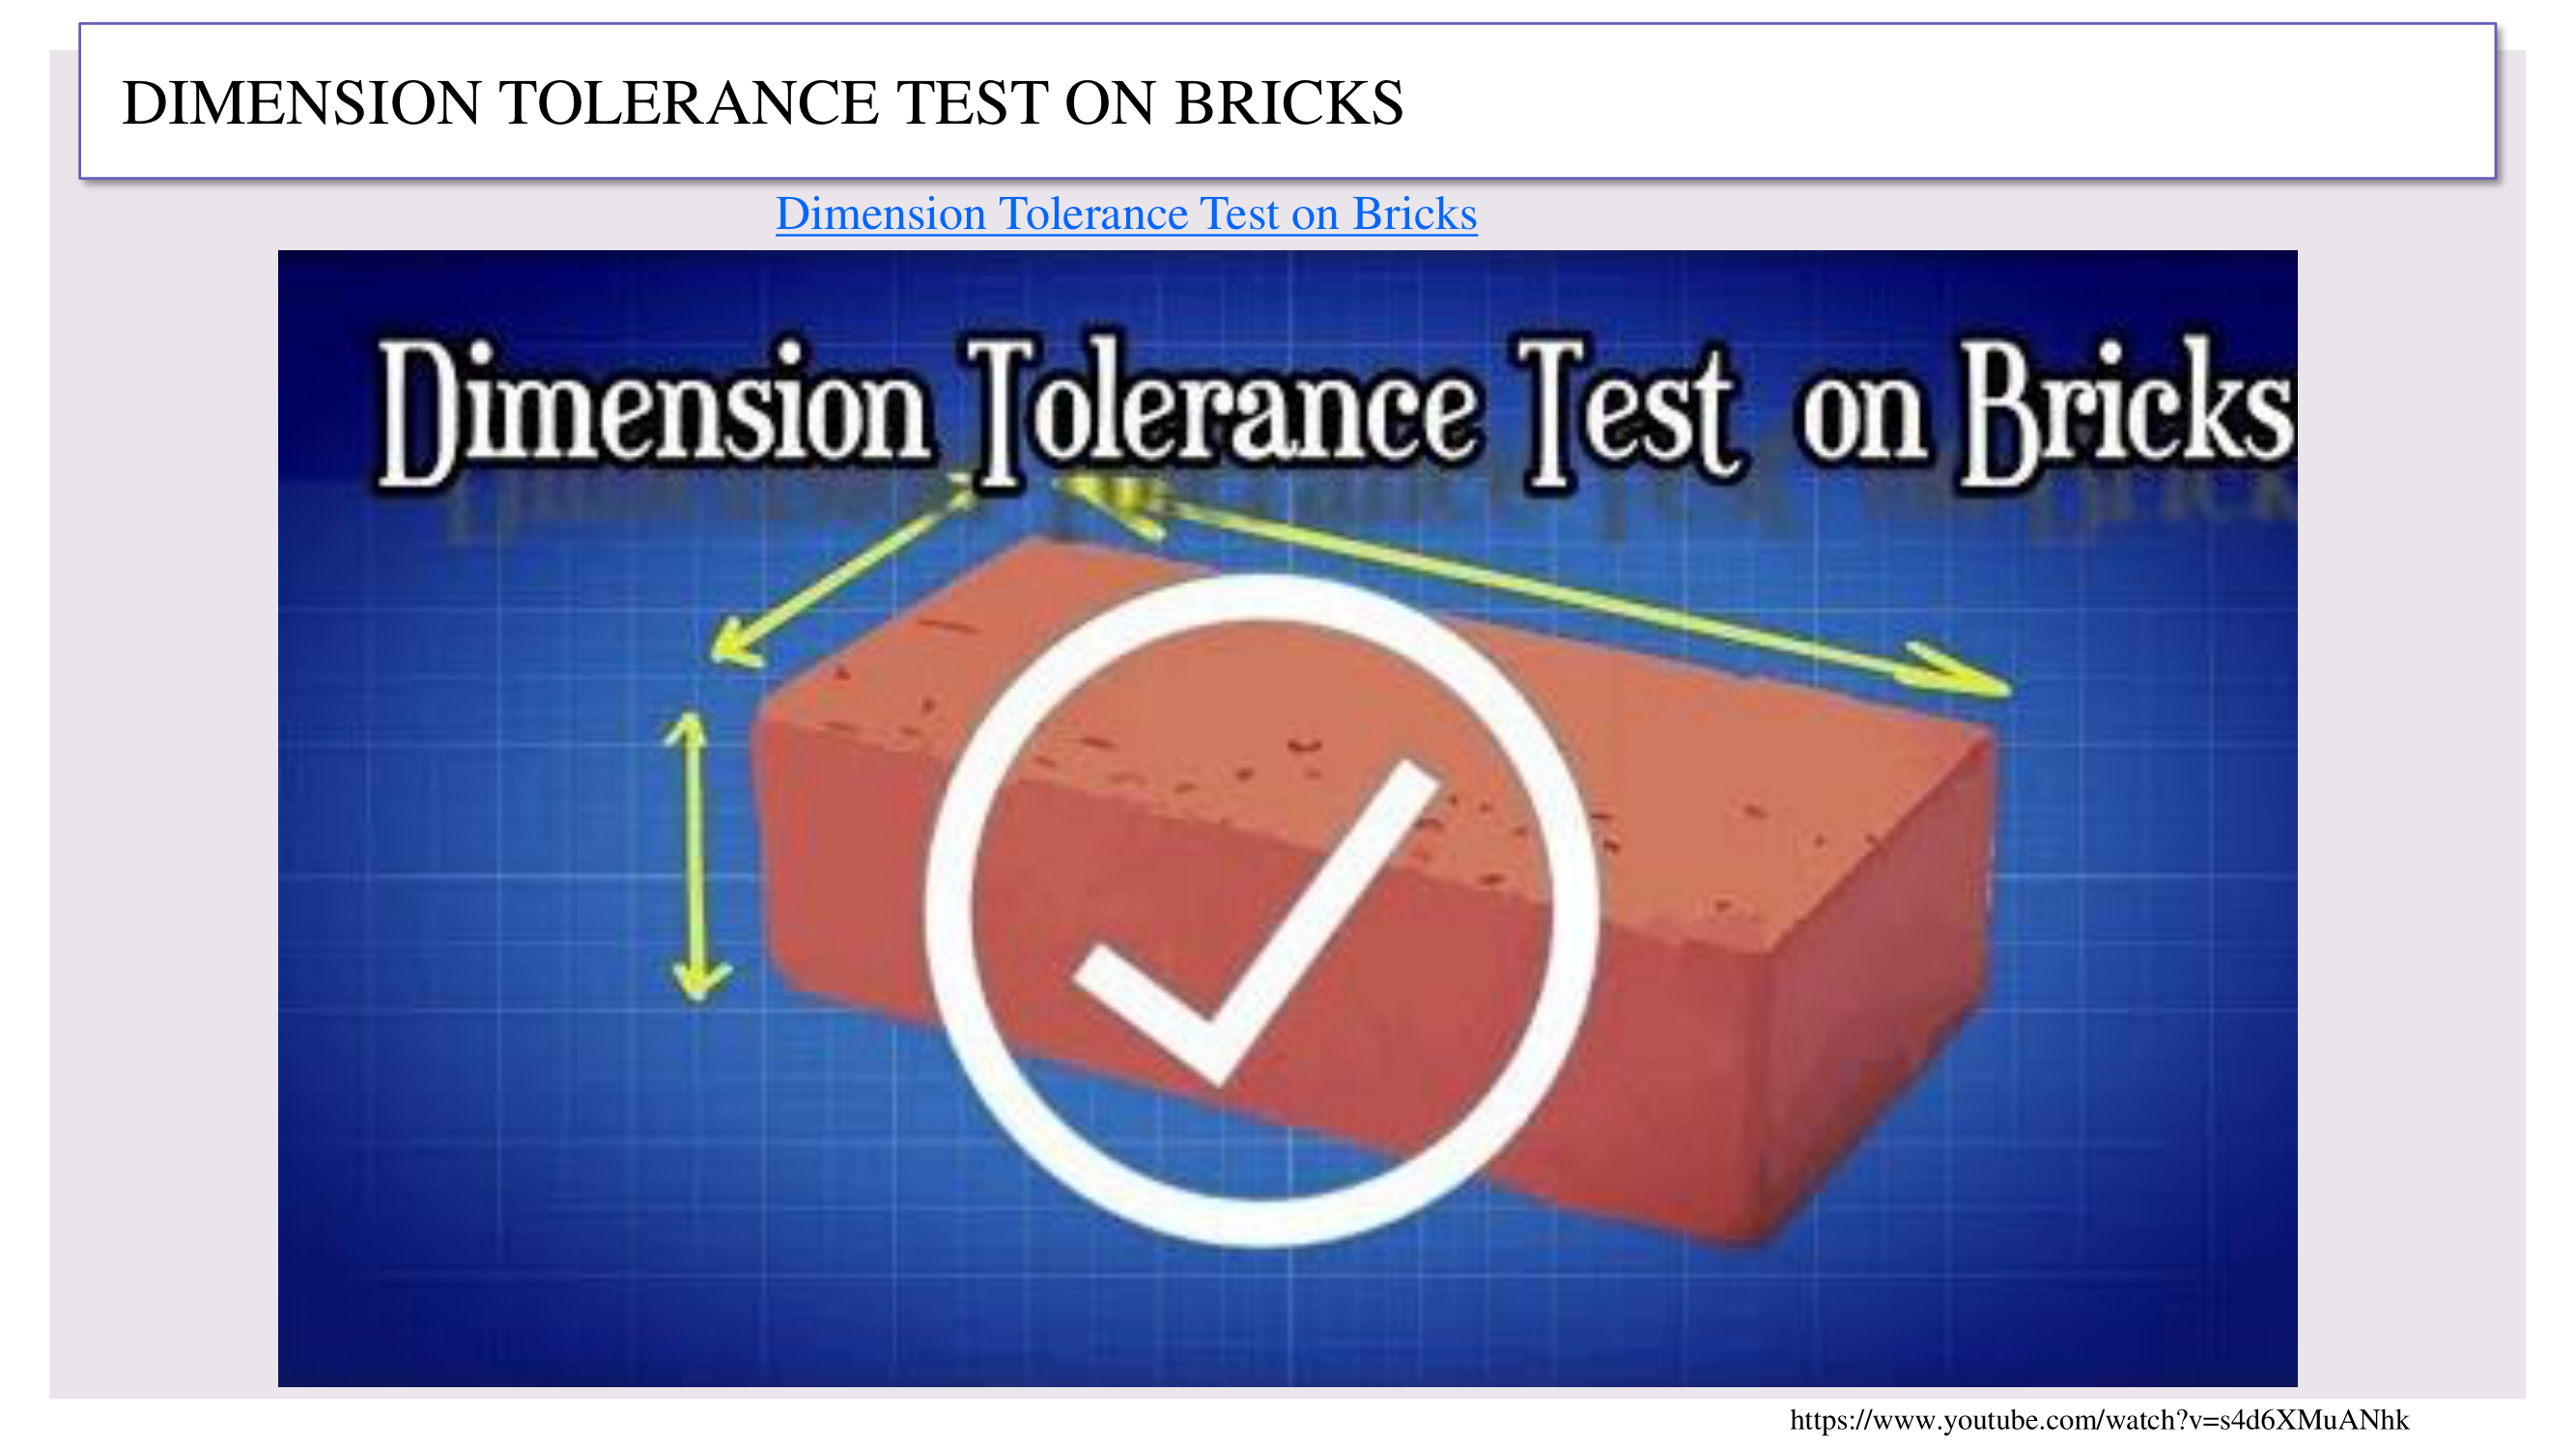 DIMENSION TOLERANCE TEST ON BRICKS
Dimension Tolerance Test on Bricks
Dimension Tolerance Test on Bricks
https://www.youtube.com/watch?v=s4d6XMuANhk